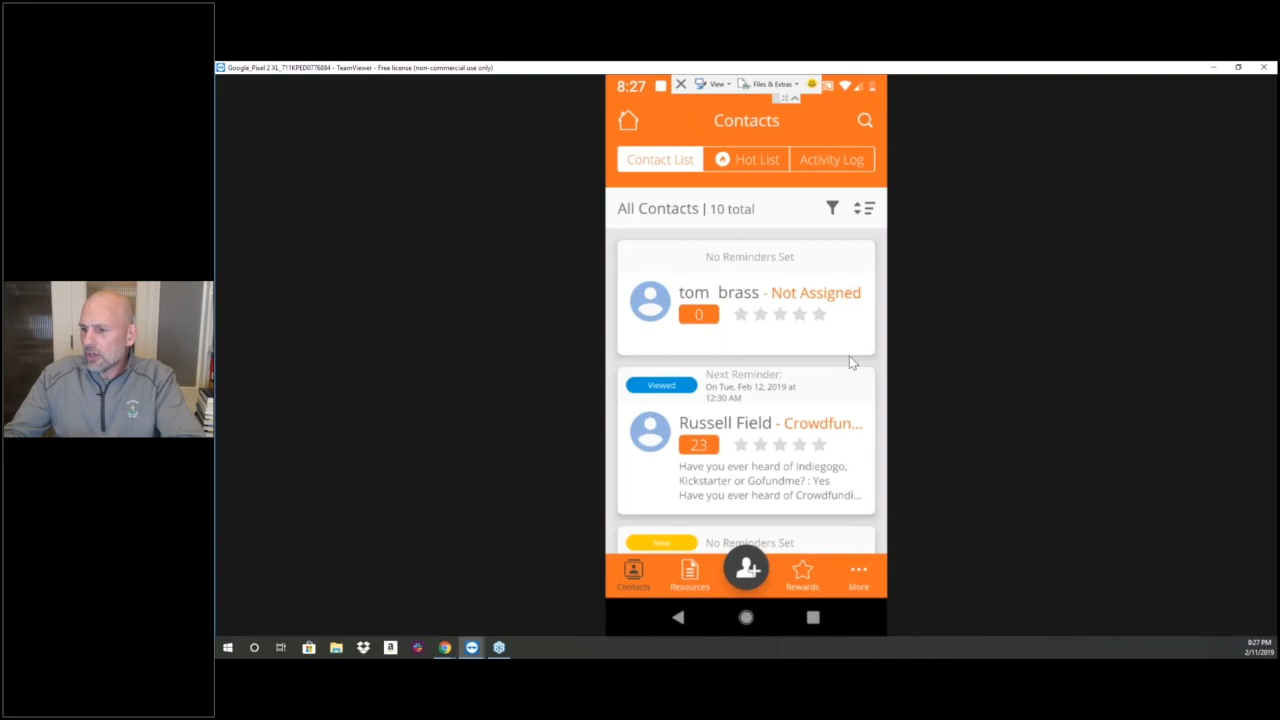 Google_Pixel 2 XL_711KPED0776884 - TeamViewer - Free license (non-commercial use only)
8:27
View
Files & Extras
Contacts
Contact List
Hot List
Activity Log
All Contacts | 10 total
No Reminders Set
tom brass - Not Assigned
0
Viewed
Next Reminder:
On Tue, Feb 12, 2019 at
12:30 AM
Russell Field - Crowdfun...
23
Have you ever heard of Indiegogo,
Kickstarter or Gofundme? : Yes
Have you ever heard of Crowdfundi...
New
No Reminders Set
Contacts
Resources
Rewards
More
a
8:27 PM
2/11/2019